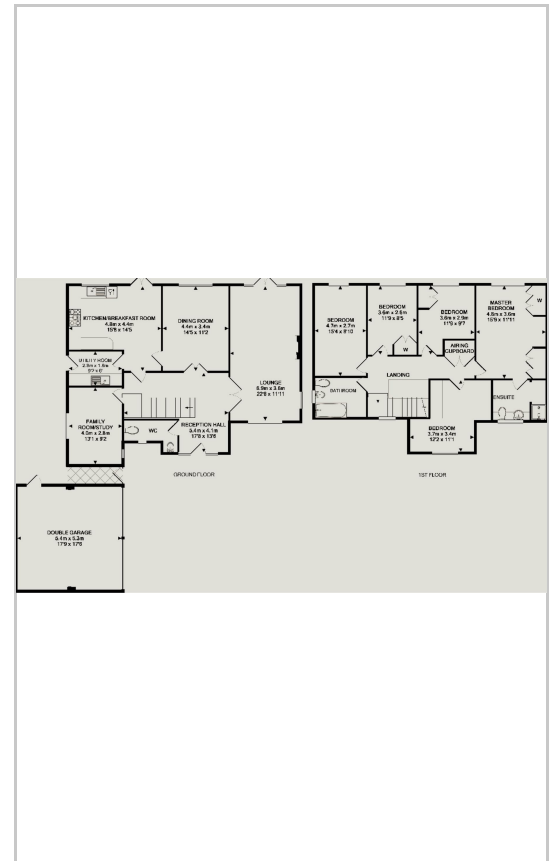 KITCHEN/BREAKFAST ROOM
4.8m x 4.4m
15'8 x 14'5
DINING ROOM
4.4m x 3.4m
14'5 x 11'2
UTILITY ROOM
LOUNGE
6.9m x 3.6m
22'8 x 11'11
FAMILY
ROOM/STUDY
4.0m x 2.8m
13'1 x 9'2
WC
RECEPTION HALL
5.4m x 4.1m
17'8 x 13'6
GROUND FLOOR
DOUBLE GARAGE
5.4m x 5.3m
17'9 x 17'6
BEDROOM
4.7m x 2.7m
15'4 x 8'10
BEDROOM
3.6m x 2.6m
11'9 x 8'5
W
BEDROOM
3.6m x 2.9m
11'9 x 9'7
AIRING
CUPBOARD
MASTER
BEDROOM
4.8m x 3.6m
15'9 x 11'11
W
LANDING
BATHROOM
ENSUITE
BEDROOM
3.7m x 3.4m
12'2 x 11'1
1ST FLOOR